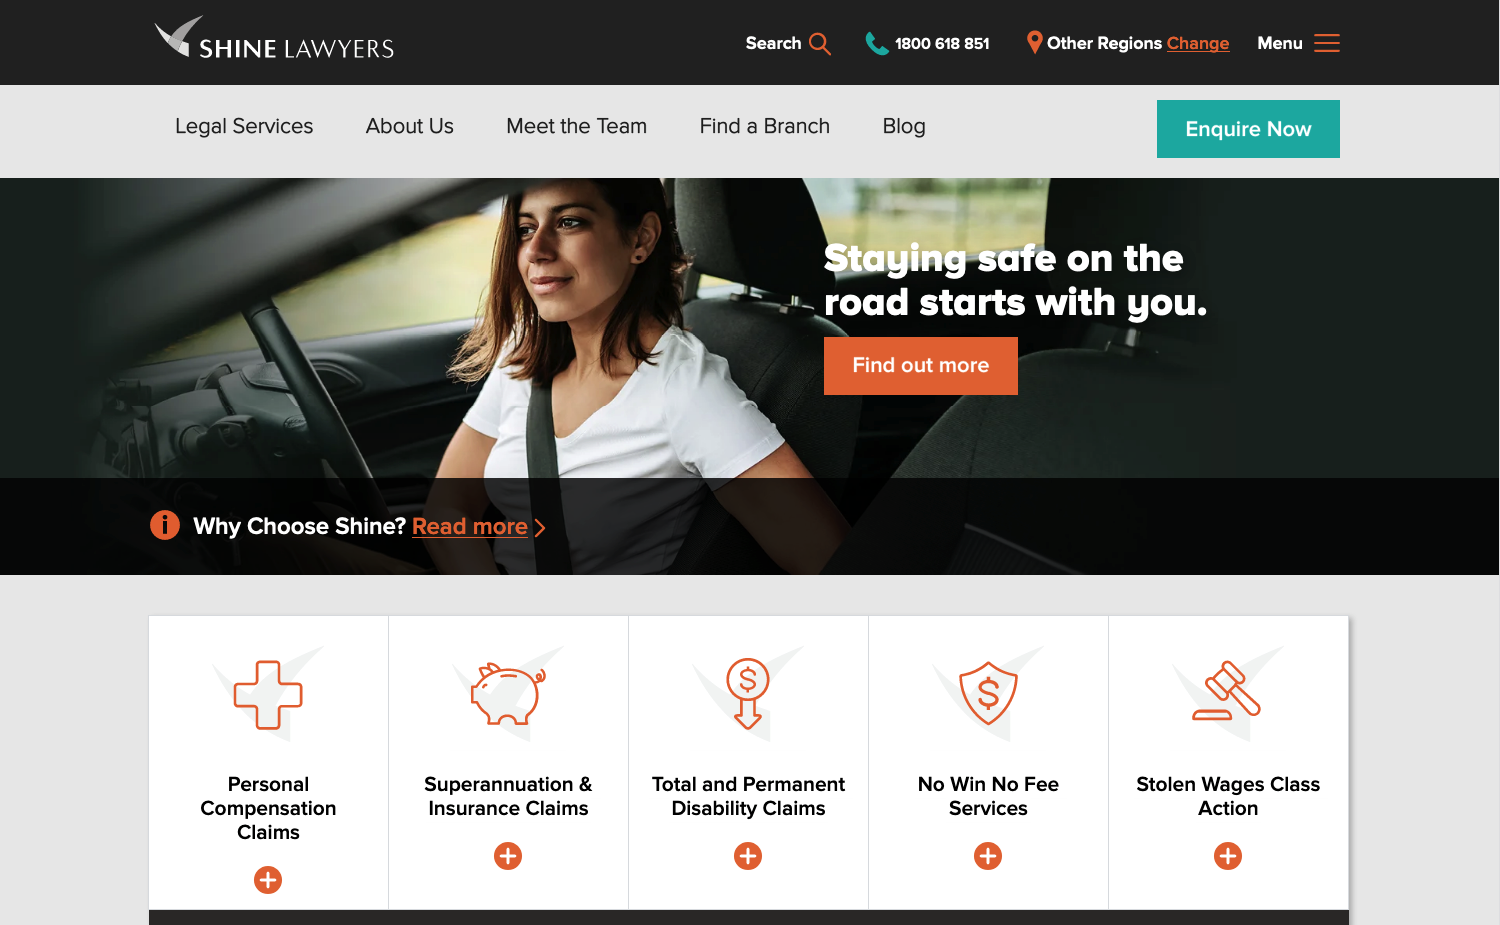 SHINE LAWYERS
Search
1800 618 851
Other Regions Change
Menu
Legal Services
About Us
Meet the Team
Find a Branch
Blog
Enquire Now
Staying safe on the
road starts with you.
Find out more
Why Choose Shine? Read more
Personal
Compensation
Claims
Superannuation &
Insurance Claims
Total and Permanent
Disability Claims
No Win No Fee
Services
Stolen Wages Class
Action